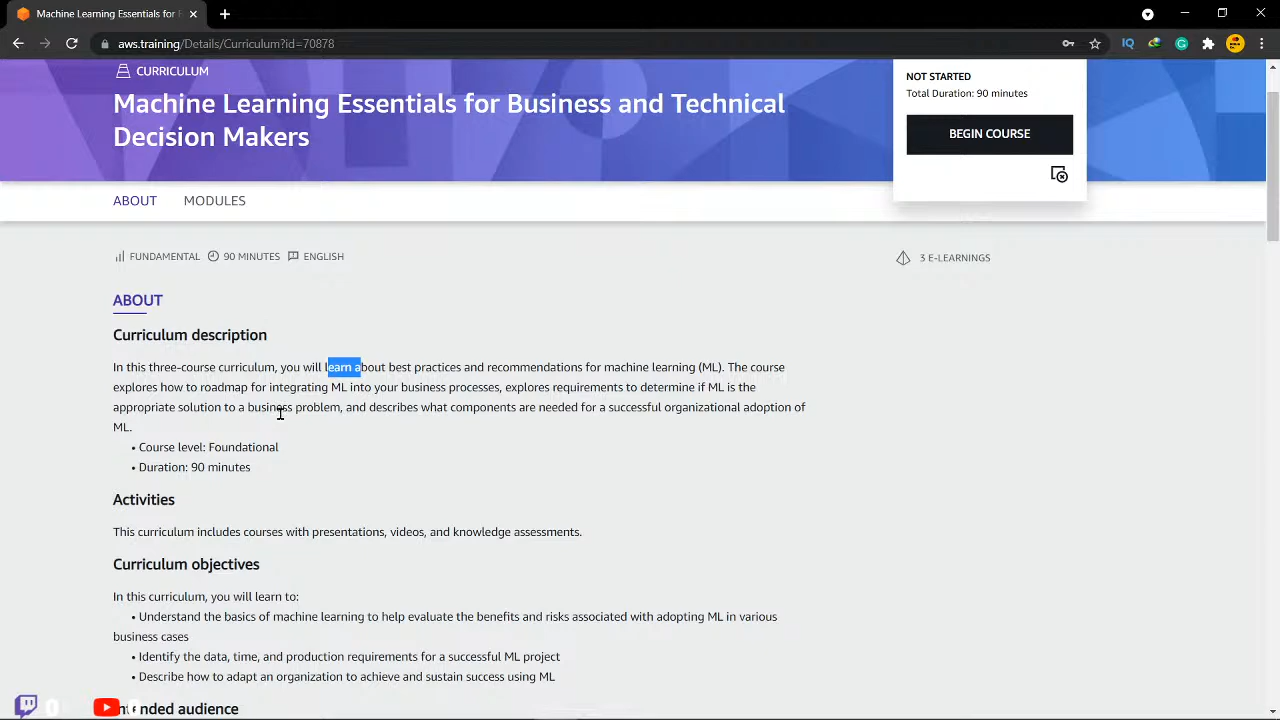 Machine Learning Essentials for B
aws.training/Details/Curriculum?id=70878
CURRICULUM
Machine Learning Essentials for Business and Technical
Decision Makers
NOT STARTED
Total Duration: 90 minutes
BEGIN COURSE
ABOUT MODULES
FUNDAMENTAL 90 MINUTES ENGLISH
3 E-LEARNINGS
ABOUT
Curriculum description
In this three-course curriculum, you will learn about best practices and recommendations for machine learning (ML). The course
explores how to roadmap for integrating ML into your business processes, explores requirements to determine if ML is the
appropriate solution to a business problem, and describes what components are needed for a successful organizational adoption of
ML.
• Course level: Foundational
• Duration: 90 minutes
Activities
This curriculum includes courses with presentations, videos, and knowledge assessments.
Curriculum objectives
In this curriculum, you will learn to:
• Understand the basics of machine learning to help evaluate the benefits and risks associated with adopting ML in various
business cases
• Identify the data, time, and production requirements for a successful ML project
• Describe how to adapt an organization to achieve and sustain success using ML
Intended audience